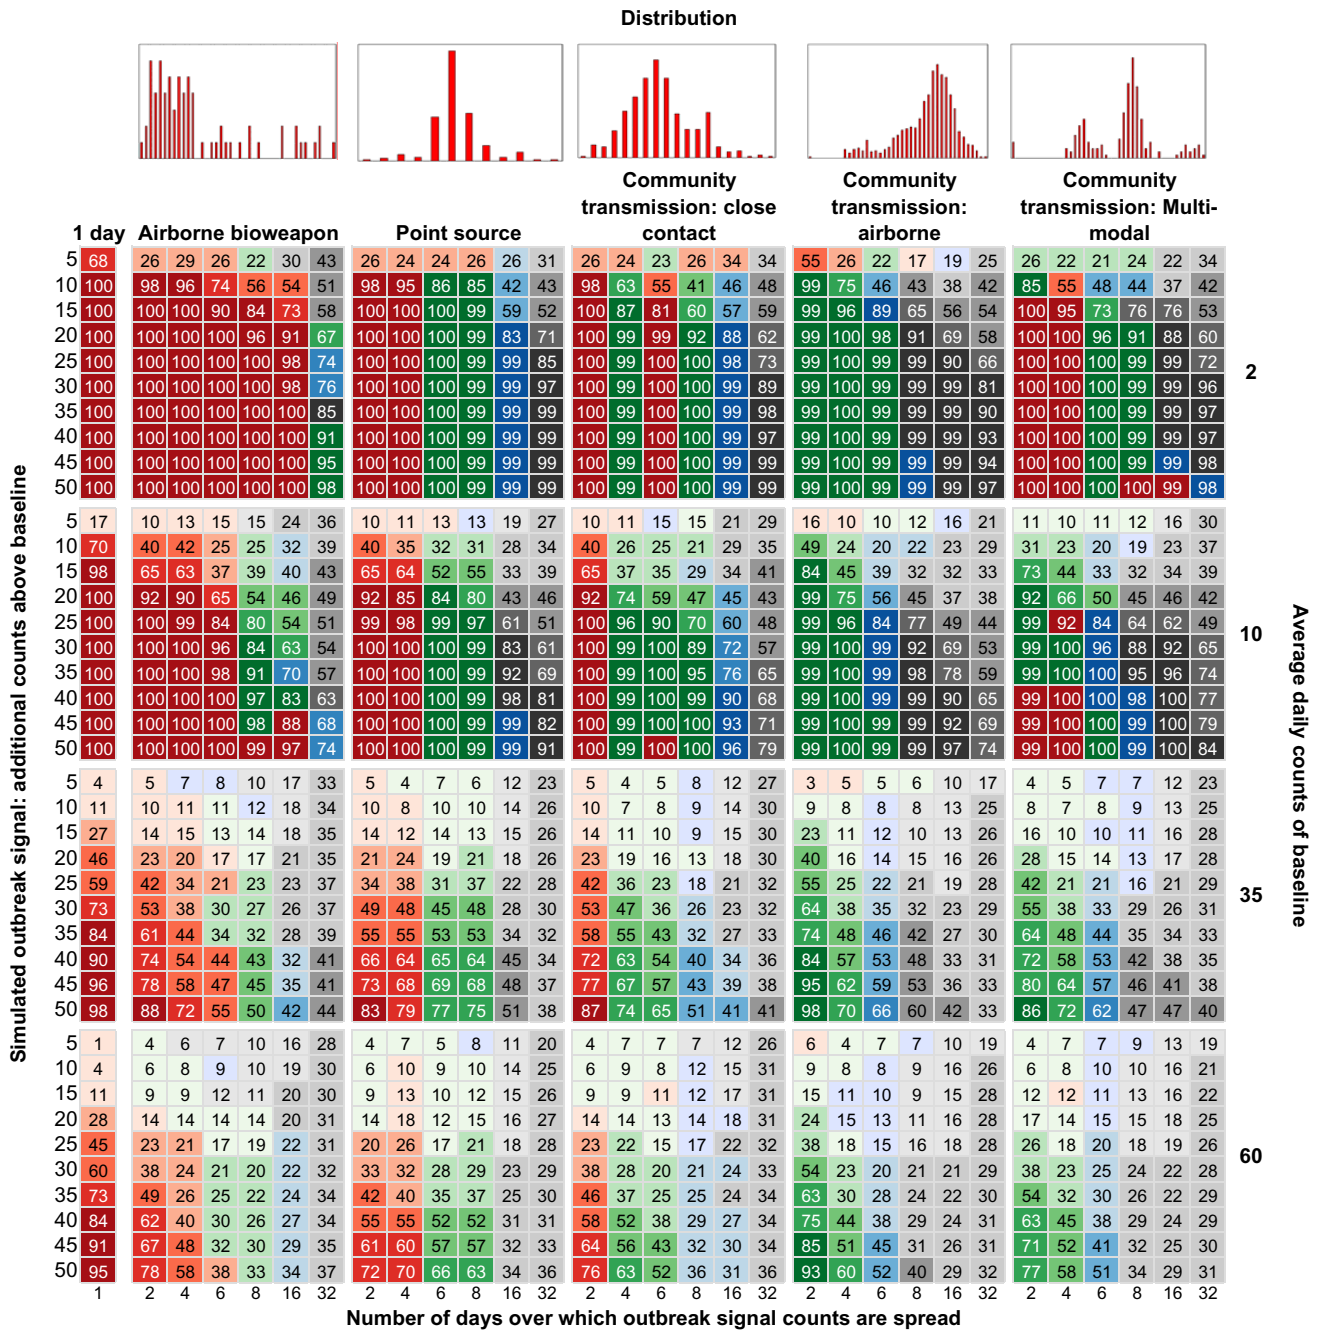 Distribution
Community
Community
Community
transmission: close
transmission:
transmission: Multi-
1 day
Airborne bioweapon
Point source
contact
airborne
modal
5 68 26 29 26 22 30 43 26 24 24 26 26 31 26 24 23 26 34 34 55 26 22 17 19 25 26 22 21 24 22 34
10 100 98 96 74 56 54 51 98 95 86 85 42 43 98 63 55 41 46 48 99 75 46 43 38 42 85 55 48 44 37 42
15 100 100 100 90 84 73 58 100 100 100 99 59 52 100 87 81 60 57 59 99 96 89 65 56 54 100 95 73 76 76 53
20 100 100 100 100 96 91 67 100 100 100 99 83 71 100 99 99 92 88 62 99 100 98 91 69 58 100 100 96 91 88 60
25 100 100 100 100 100 98 74 100 100 100 99 99 85 100 99 100 100 98 73 99 100 99 99 90 66 100 100 100 99 99 72
30 100 100 100 100 100 98 76 100 100 100 99 99 97 100 99 100 100 99 89 99 100 99 99 99 81 100 100 100 99 99 96
2
35 100 100 100 100 100 100 85 100 100 100 99 99 99 100 99 100 100 99 98 99 100 99 99 99 90 100 100 100 99 99 97
40 100 100 100 100 100 100 91 100 100 100 99 99 99 100 99 100 100 99 97 99 100 99 99 99 93 100 100 100 99 99 97
45 100 100 100 100 100 100 95 100 100 100 99 99 99 100 99 100 100 99 99 99 100 99 99 99 94 100 100 100 99 99 98
50 100 100 100 100 100 100 98 100 100 100 99 99 99 100 99 100 100 99 99 99 100 99 99 99 97 100 100 100 100 99 98
5 17 10 13 15 15 24 36 10 11 13 13 19 27 10 11 15 15 21 29 16 10 10 12 16 21 11 10 11 12 16 30
10 70 40 42 25 25 32 39 40 35 32 31 28 34 40 26 25 21 29 35 49 24 20 22 23 29 31 23 20 19 23 37
15 98 65 63 37 39 40 43 65 64 52 55 33 39 65 37 35 29 34 41 84 45 39 32 32 33 73 44 33 32 34 39
20 100 92 90 65 54 46 49 92 85 84 80 43 46 92 74 59 47 45 43 99 75 56 45 37 38 92 66 50 45 46 42
25 100 100 99 84 80 54 51 99 98 99 97 61 51 100 96 90 70 60 48 99 96 84 77 49 44 99 92 84 64 62 49
10
30 100 100 100 96 84 63 54 100 100 100 99 83 61 100 99 100 89 72 57 99 100 99 92 69 53 99 100 96 88 92 65
35 100 100 100 98 91 70 57 100 100 100 99 92 69 100 99 100 95 76 65 99 100 99 98 78 59 99 100 100 95 96 74
40 100 100 100 100 97 83 63 100 100 100 99 98 81 100 99 100 99 90 68 99 100 99 99 90 65 99 100 100 98 100 77
45 100 100 100 100 98 88 68 100 100 100 99 99 82 100 99 100 100 93 71 99 100 99 99 92 69 99 100 100 99 100 79
50 100 100 100 100 99 97 74 100 100 100 99 99 91 100 99 100 100 96 79 99 100 99 99 97 74 99 100 100 99 100 84
5 4 5 7 8 10 17 33 5 4 7 6 12 23 5 4 5 8 12 27 3 5 5 6 10 17 4 5 7 7 12 23
10 11 10 11 11 12 18 34 10 8 10 10 14 26 10 7 8 9 14 30 9 8 8 8 13 25 8 7 8 9 13 25
15 27 14 15 13 14 18 35 14 12 14 13 15 26 14 11 10 9 15 30 23 11 12 10 13 26 16 10 10 11 16 28
20 46 23 20 17 17 21 35 21 24 19 21 18 26 23 19 16 13 18 30 40 16 14 15 16 26 28 15 14 13 17 28
25 59 42 34 21 23 23 37 34 38 31 37 22 28 42 36 23 18 21 32 55 25 22 21 19 28 42 21 21 16 21 29
35
30 73 53 38 30 27 26 37 49 48 45 48 28 30 53 47 36 26 23 32 64 38 35 32 23 29 55 38 33 29 26 31
35 84 61 44 34 32 28 39 55 55 53 53 34 32 58 55 43 32 27 33 74 48 46 42 27 30 64 48 44 35 34 33
40 90 74 54 44 43 32 41 66 64 65 64 45 34 72 63 54 40 34 36 84 57 53 48 33 31 72 58 53 42 38 35
45 96 78 58 47 45 35 41 73 68 69 68 48 37 77 67 57 43 39 38 95 62 59 53 36 33 80 64 57 46 41 38
50 98 88 72 55 50 42 44 83 79 77 75 51 38 87 74 65 51 41 41 98 70 66 60 42 33 86 72 62 47 47 40
5 1 4 6 7 10 16 28 4 7 5 8 11 20 4 7 7 7 12 26 6 4 7 7 10 19 4 7 7 9 13 19
10 4 6 8 9 10 19 30 6 10 9 10 14 25 6 9 8 12 15 31 9 8 8 9 16 26 6 8 10 10 16 21
15 11 9 9 12 11 20 30 9 13 10 12 16 26 9 9 11 12 17 31 15 11 10 9 15 28 12 12 11 13 16 22
20 28 14 14 14 14 20 31 14 18 12 15 16 27 14 14 13 14 18 31 24 15 13 11 16 28 17 14 15 15 18 25
25 45 23 21 17 19 22 31 20 26 17 21 18 28 23 22 15 17 22 32 38 18 15 16 18 28 26 18 20 18 19 26
60
30 60 38 24 21 20 22 32 33 32 28 29 23 29 38 28 20 21 24 33 54 23 20 21 21 29 38 23 25 24 22 28
35 73 49 26 25 22 24 34 42 40 35 37 25 30 46 37 25 25 24 34 63 30 28 24 22 30 54 32 30 26 22 29
40 84 62 40 30 26 27 34 55 55 52 52 31 31 58 52 38 29 27 34 75 44 38 29 24 31 63 45 38 29 24 29
45 91 67 48 32 30 29 35 61 60 57 57 32 33 64 56 43 32 30 34 85 51 45 31 26 31 71 52 41 32 25 30
50 95 78 58 38 33 34 37 72 70 66 63 34 36 76 63 52 36 31 36 93 60 52 40 29 32 77 58 51 34 29 31
1 2 4 6 8 16 32 2 4 6 8 16 32 2 4 6 8 16 32 2 4 6 8 16 32 2 4 6 8 16 32
Number of days over which outbreak signal counts are spread
Simulated outbreak signal: additional counts above baseline
Average daily counts of baseline